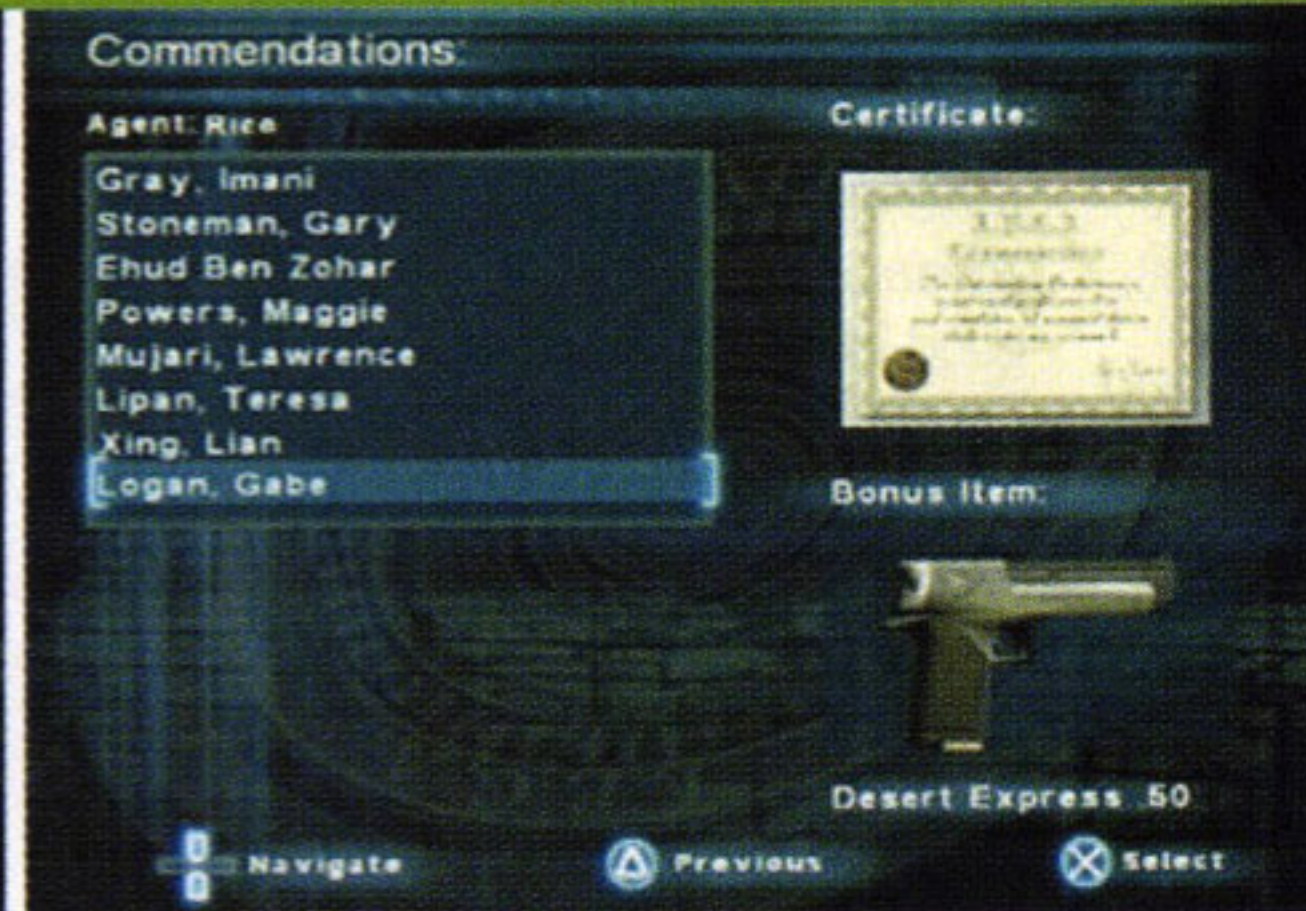 Commendations:
Agent: Rice
Gray, Imani
Stoneman, Gary
Ehud Ben Zohar
Powers, Maggie
Mujari, Lawrence
Lipan, Teresa
Xing, Lian
Logan, Gabe
Certificate:
Bonus Item:
Desert Express .50
Navigate
Previous
Select